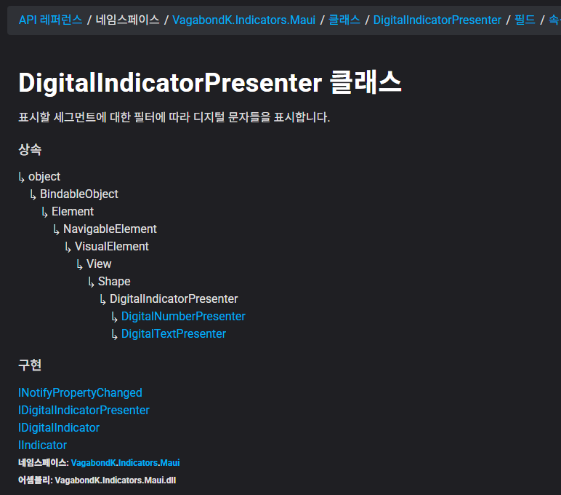 API 레퍼런스 / 네임스페이스 / VagabondK.Indicators.Maui / 클래스 / DigitalIndicatorPresenter / 필드 /
DigitalIndicatorPresenter 클래스
표시할 세그먼트에 대한 필터에 따라 디지털 문자들을 표시합니다.
상속
↳ object
↳ BindableObject
↳ Element
↳ NavigableElement
↳ VisualElement
↳ View
↳ Shape
↳ DigitalIndicatorPresenter
↳ DigitalNumberPresenter
↳ DigitalTextPresenter
구현
INotifyPropertyChanged
IDigitalIndicatorPresenter
IDigitalIndicator
IIndicator
네임스페이스: VagabondK.Indicators.Maui
어셈블리: VagabondK.Indicators.Maui.dll